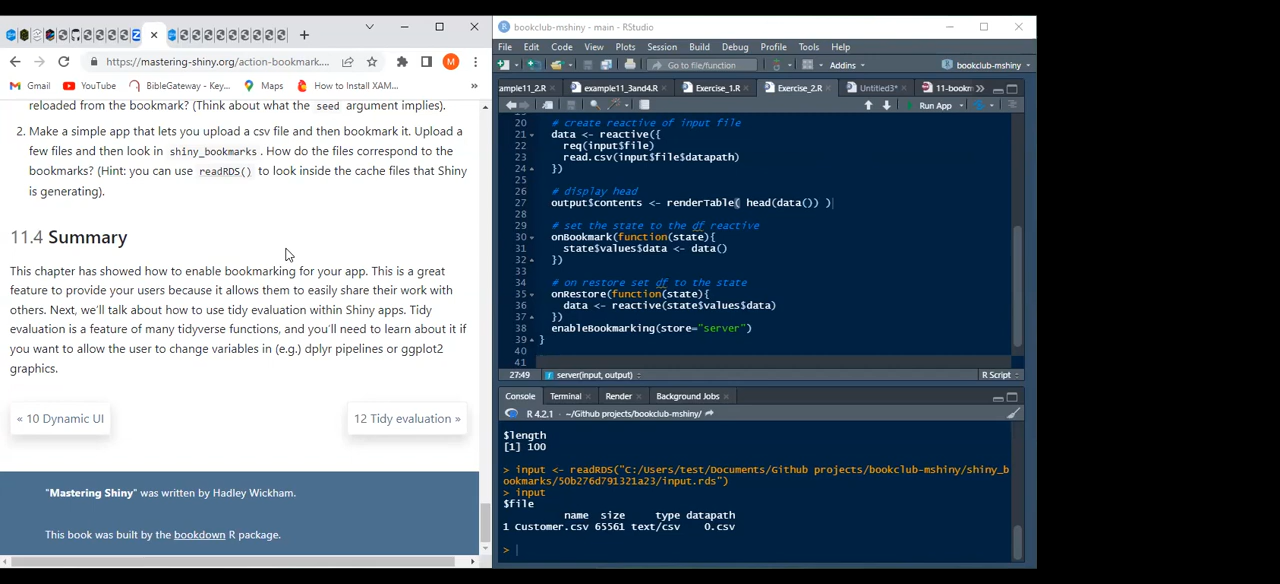 bookclub-mshiny - main - RStudio
https://mastering-shiny.org/action-bookmark....
M
Gmail
YouTube
BibleGateway - Key...
Maps
How to Install XAM...
»
reloaded from the bookmark? (Think about what the seed argument implies).
2. Make a simple app that lets you upload a csv file and then bookmark it. Upload a
few files and then look in shiny_bookmarks. How do the files correspond to the
bookmarks? (Hint: you can use readRDS() to look inside the cache files that Shiny
is generating).
11.4 Summary
This chapter has showed how to enable bookmarking for your app. This is a great
feature to provide your users because it allows them to easily share their work with
others. Next, we'll talk about how to use tidy evaluation within Shiny apps. Tidy
evaluation is a feature of many tidyverse functions, and you'll need to learn about it if
you want to allow the user to change variables in (e.g.) dplyr pipelines or ggplot2
graphics.
« 10 Dynamic UI
12 Tidy evaluation »
"Mastering Shiny" was written by Hadley Wickham.
This book was built by the bookdown R package.
File Edit Code View Plots Session Build Debug Profile Tools Help
Go to file/function
Addins
bookclub-mshiny
ample11_2.R
example11_3and4.R
Exercise_1.R
Exercise_2.R
Untitled3*
11-bookn
Run App
20 # create reactive of input file
21 data <- reactive({
22 req(input$file)
23 read.csv(input$file$datapath)
24 })
25
26 # display head
27 output$contents <- renderTable( head(data()) )
28
29 # set the state to the df reactive
30 onBookmark(function(state){
31 state$values$data <- data()
32 })
33
34 # on restore set df to the state
35 onRestore(function(state){
36 data <- reactive(state$values$data)
37 })
38 enableBookmarking(store="server")
39 }
40
41
27:49
server(input, output)
R Script
Console
Terminal
Render
Background Jobs
R 4.2.1 · ~/Github projects/bookclub-mshiny/
$length
[1] 100
> input <- readRDS("C:/Users/test/Documents/Github projects/bookclub-mshiny/shiny_b
ookmarks/50b276d791321a23/input.rds")
> input
$file
name size type datapath
1 Customer.csv 65561 text/csv 0.csv
>